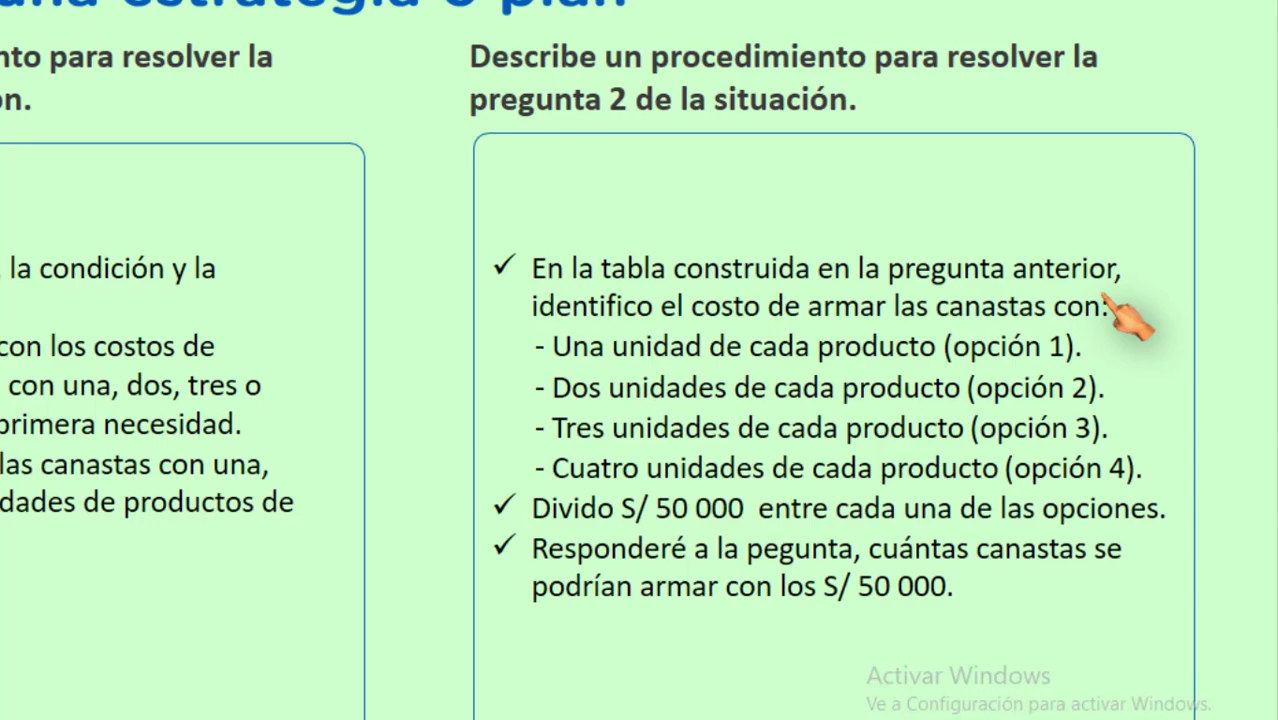 una estrategia o plan
nto para resolver la
ón.
la condición y la
con los costos de
con una, dos, tres o
primera necesidad.
las canastas con una,
dades de productos de
Describe un procedimiento para resolver la
pregunta 2 de la situación.
✓ En la tabla construida en la pregunta anterior,
identifico el costo de armar las canastas con:
- Una unidad de cada producto (opción 1).
- Dos unidades de cada producto (opción 2).
- Tres unidades de cada producto (opción 3).
- Cuatro unidades de cada producto (opción 4).
✓ Divido S/ 50 000 entre cada una de las opciones.
✓ Responderé a la pegunta, cuántas canastas se
podrían armar con los S/ 50 000.
Activar Windows
Ve a Configuración para activar Windows.